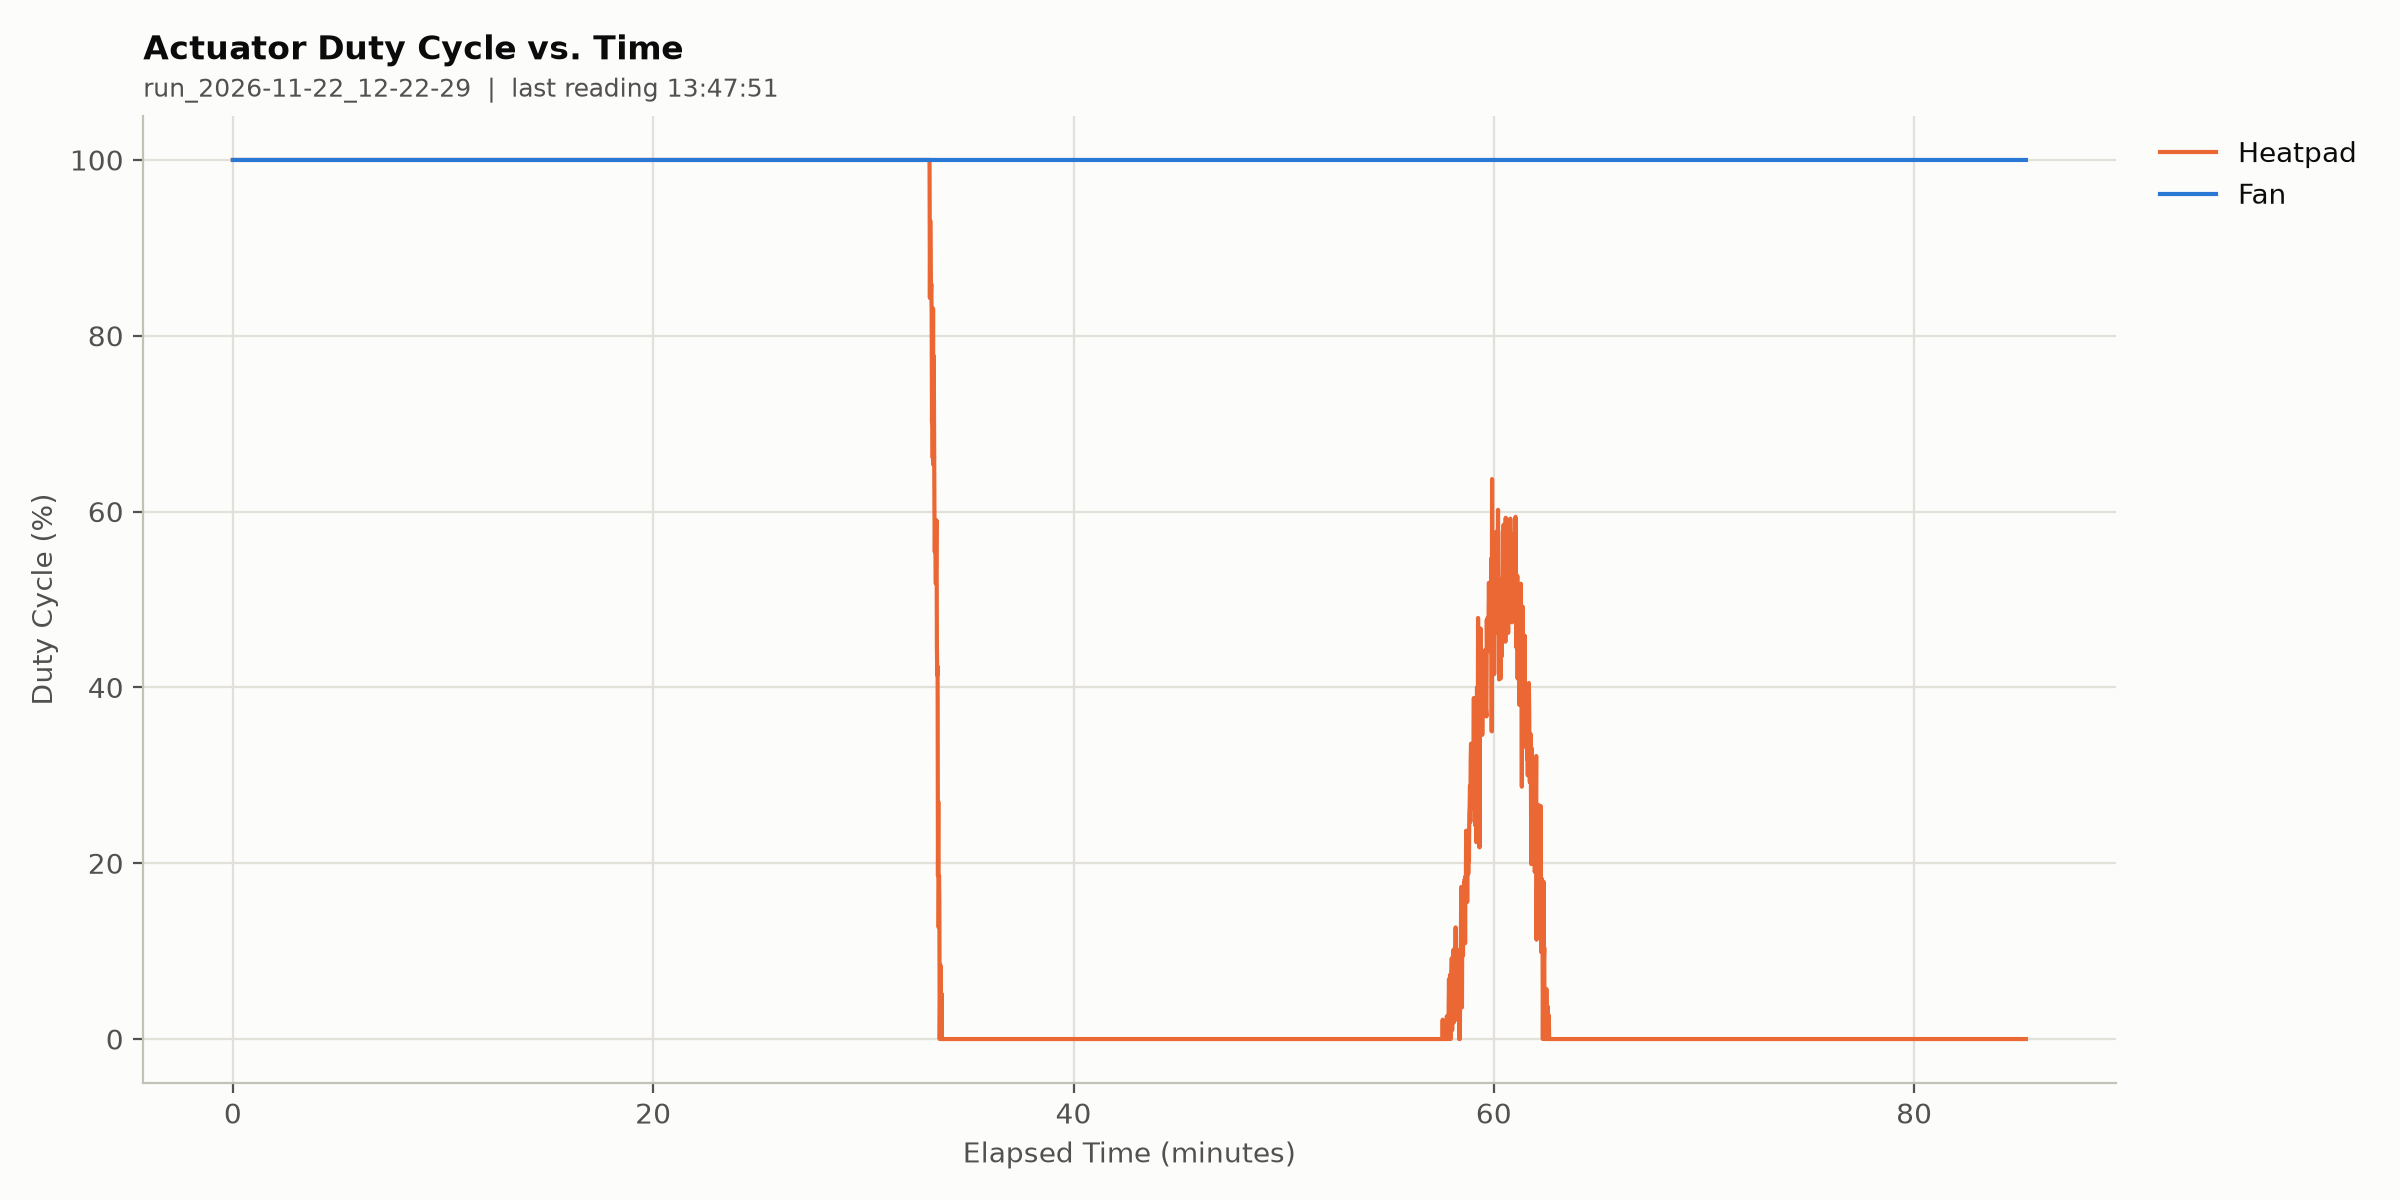 Actuator Duty Cycle vs. Time
run_2026-11-22_12-22-29 | last reading 13:47:51
Heatpad
Fan
Duty Cycle (%)
100
80
60
40
20
0
0 20 40 60 80
Elapsed Time (minutes)